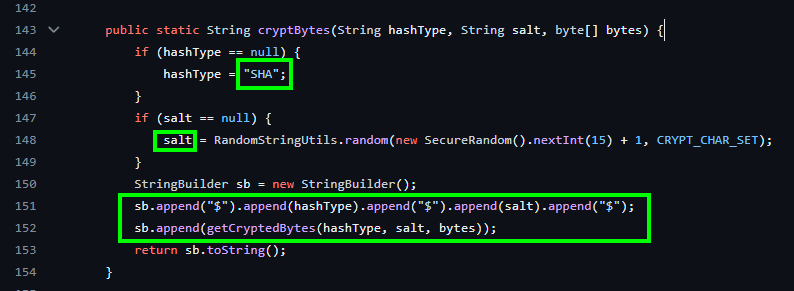 142
143 public static String cryptBytes(String hashType, String salt, byte[] bytes) {
144 if (hashType == null) {
145 hashType = "SHA";
146 }
147 if (salt == null) {
148 salt = RandomStringUtils.random(new SecureRandom().nextInt(15) + 1, CRYPT_CHAR_SET);
149 }
150 StringBuilder sb = new StringBuilder();
151 sb.append("$").append(hashType).append("$").append(salt).append("$");
152 sb.append(getCryptedBytes(hashType, salt, bytes));
153 return sb.toString();
154 }
155